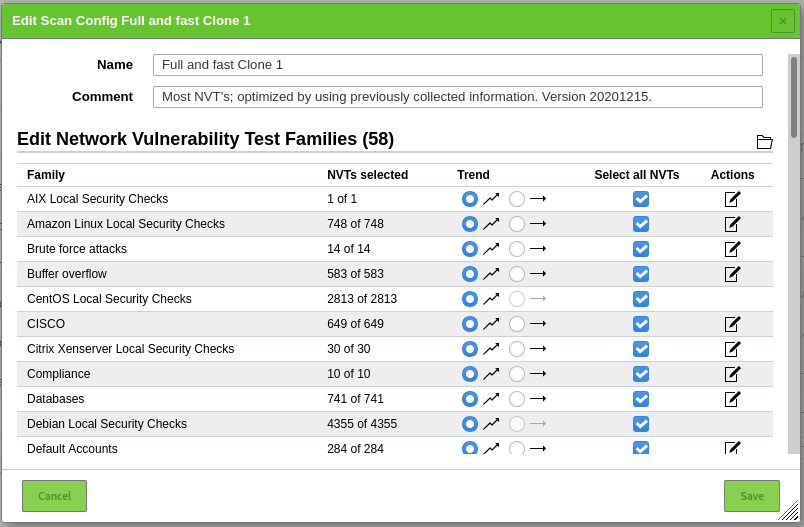 Edit Scan Config Full and fast Clone 1 ×
Name Full and fast Clone 1
Comment Most NVT's; optimized by using previously collected information. Version 20201215.
Edit Network Vulnerability Test Families (58)
Family NVTs selected Trend Select all NVTs Actions
AIX Local Security Checks 1 of 1
Amazon Linux Local Security Checks 748 of 748
Brute force attacks 14 of 14
Buffer overflow 583 of 583
CentOS Local Security Checks 2813 of 2813
CISCO 649 of 649
Citrix Xenserver Local Security Checks 30 of 30
Compliance 10 of 10
Databases 741 of 741
Debian Local Security Checks 4355 of 4355
Default Accounts 284 of 284
Cancel Save